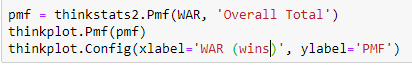 pmf = thinkstats2.Pmf(WAR, 'Overall Total')
thinkplot.Pmf(pmf)
thinkplot.Config(xlabel='WAR (wins)', ylabel='PMF')